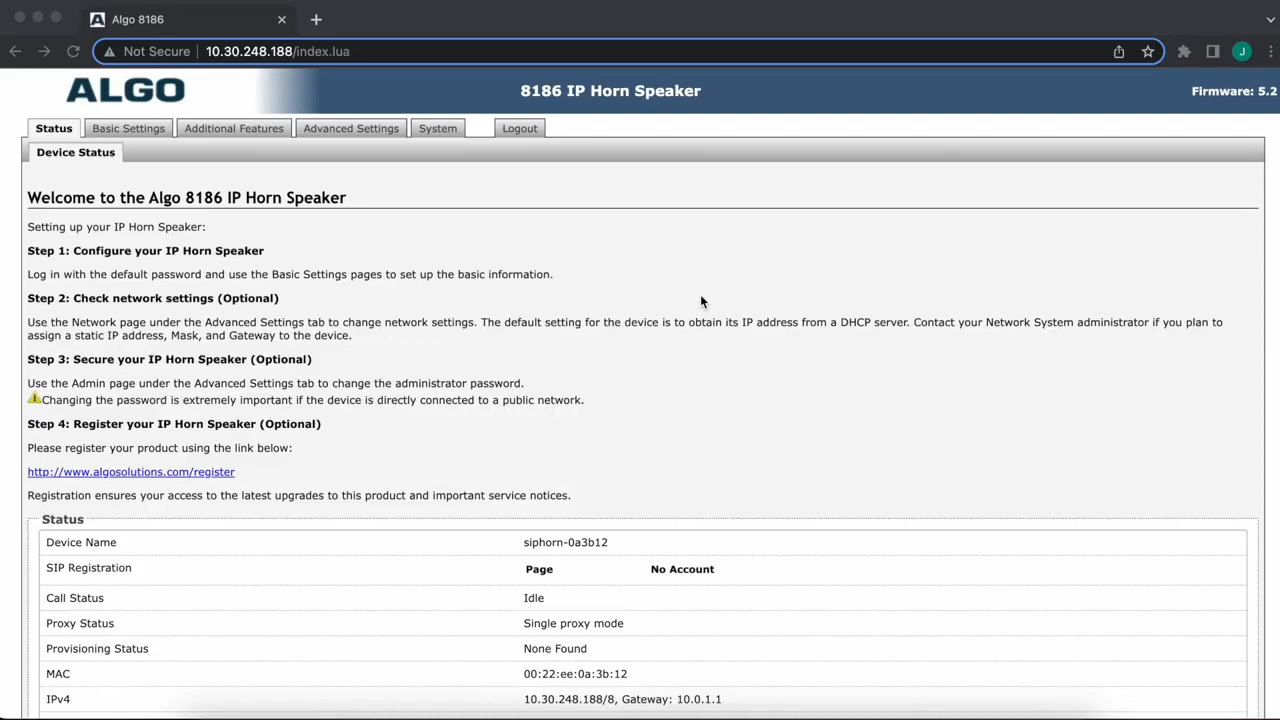 Algo 8186
Not Secure 10.30.248.188/index.lua
J
ALGO
8186 IP Horn Speaker
Firmware: 5.2
Status
Basic Settings
Additional Features
Advanced Settings
System
Logout
Device Status
Welcome to the Algo 8186 IP Horn Speaker
Setting up your IP Horn Speaker:
Step 1: Configure your IP Horn Speaker
Log in with the default password and use the Basic Settings pages to set up the basic information.
Step 2: Check network settings (Optional)
Use the Network page under the Advanced Settings tab to change network settings. The default setting for the device is to obtain its IP address from a DHCP server. Contact your Network System administrator if you plan to
assign a static IP address, Mask, and Gateway to the device.
Step 3: Secure your IP Horn Speaker (Optional)
Use the Admin page under the Advanced Settings tab to change the administrator password.
Changing the password is extremely important if the device is directly connected to a public network.
Step 4: Register your IP Horn Speaker (Optional)
Please register your product using the link below:
http://www.algosolutions.com/register
Registration ensures your access to the latest upgrades to this product and important service notices.
Status
Device Name siphorn-0a3b12
SIP Registration Page No Account
Call Status Idle
Proxy Status Single proxy mode
Provisioning Status None Found
MAC 00:22:ee:0a:3b:12
IPv4 10.30.248.188/8, Gateway: 10.0.1.1